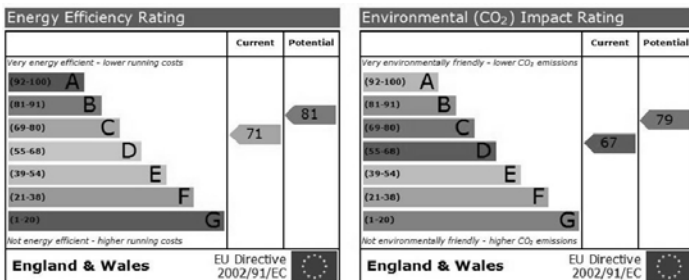 Energy Efficiency Rating
Current Potential
Very energy efficient - lower running costs
(92-100) A
(81-91) B
(69-80) C
(55-68) D
(39-54) E
(21-38) F
(1-20) G
Not energy efficient - higher running costs
71
81
England & Wales
EU Directive
2002/91/EC
Environmental (CO₂) Impact Rating
Current Potential
Very environmentally friendly - lower CO₂ emissions
(92-100) A
(81-91) B
(69-80) C
(55-68) D
(39-54) E
(21-38) F
(1-20) G
Not environmentally friendly - higher CO₂ emissions
67
79
England & Wales
EU Directive
2002/91/EC